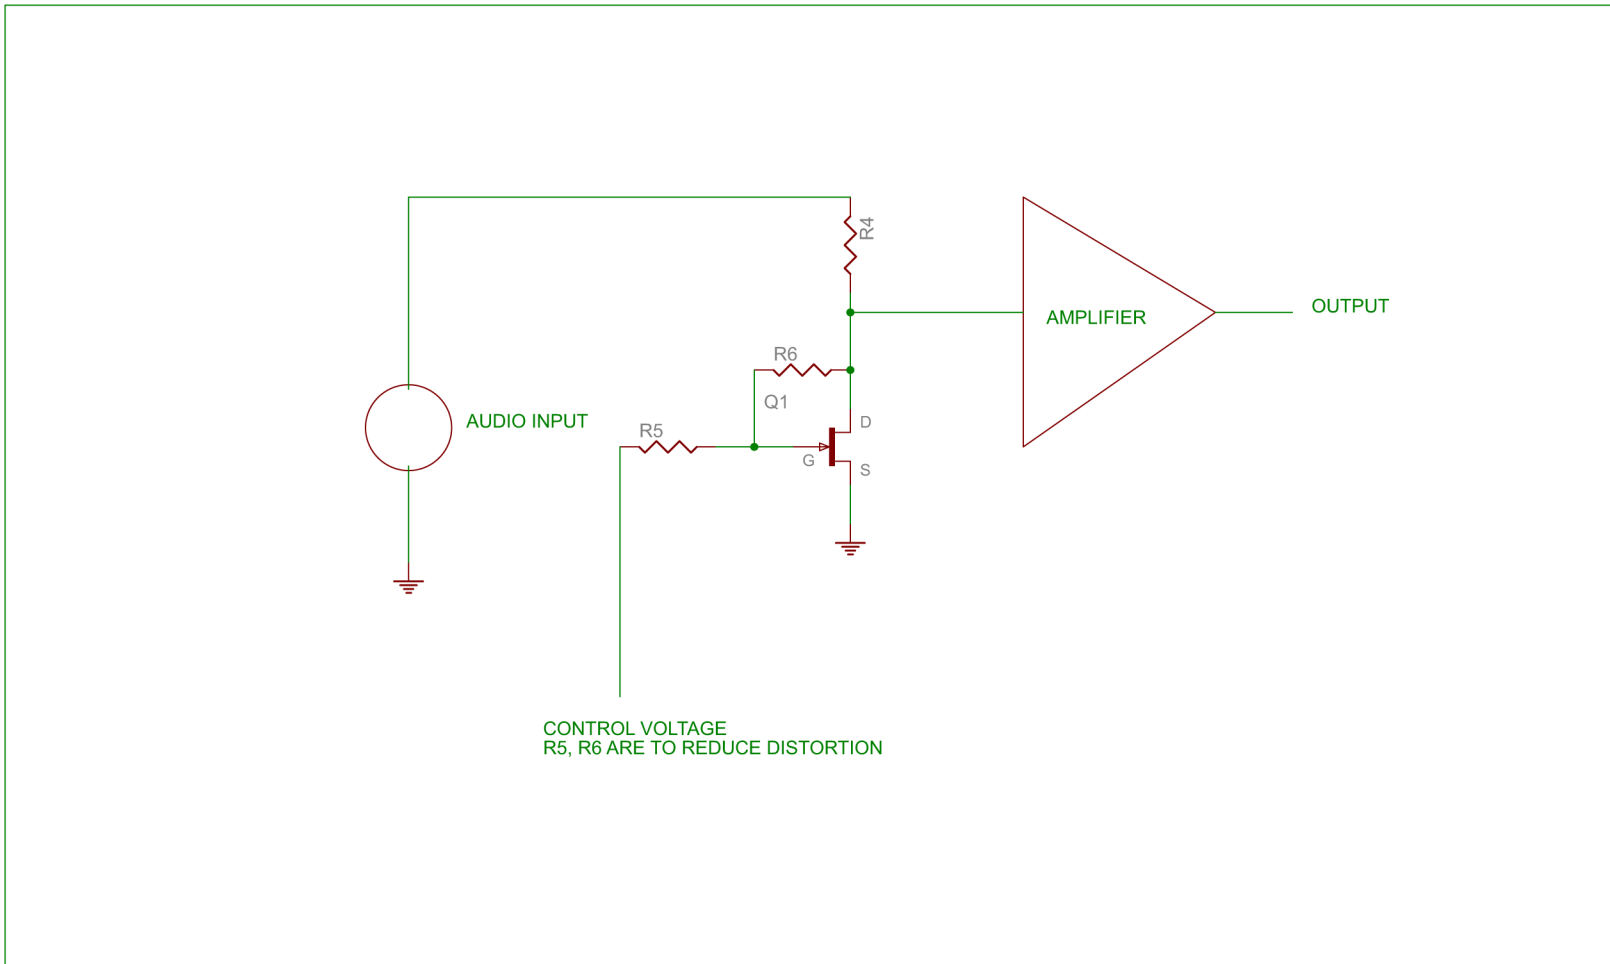 R4
OUTPUT
AMPLIFIER
R6
Q1
AUDIO INPUT
D
R5
G
S
CONTROL VOLTAGE
R5, R6 ARE TO REDUCE DISTORTION